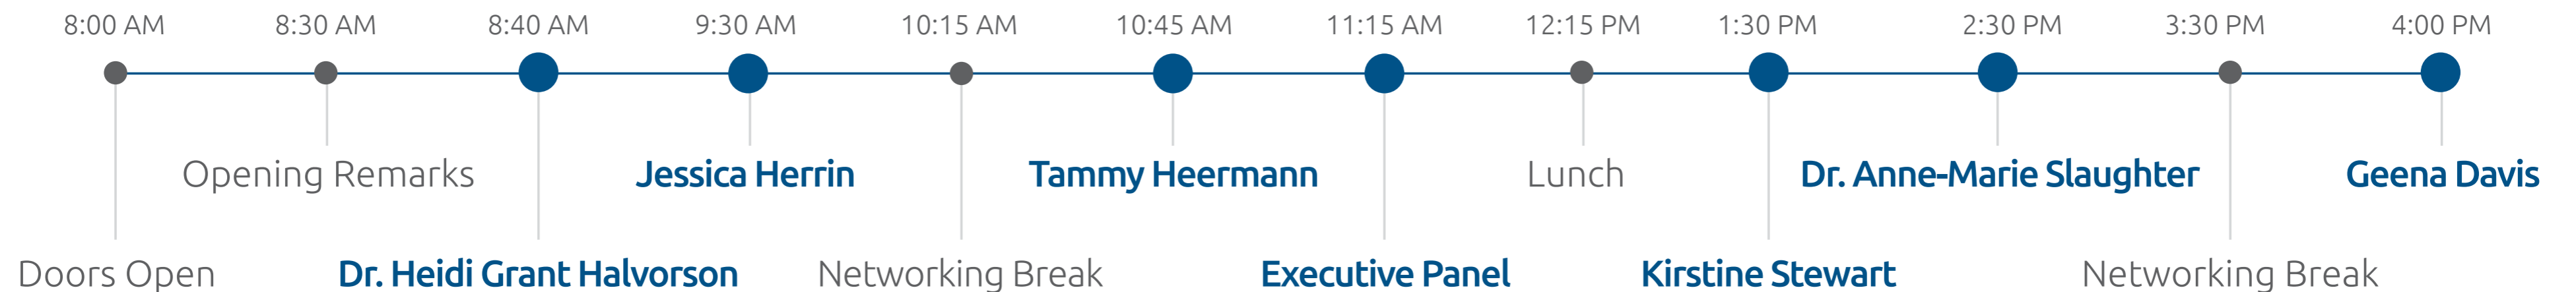 8:00 AM 8:30 AM 8:40 AM 9:30 AM 10:15 AM 10:45 AM 11:15 AM 12:15 PM 1:30 PM 2:30 PM 3:30 PM 4:00 PM
Opening Remarks Jessica Herrin Tammy Heermann Lunch Dr. Anne-Marie Slaughter Geena Davis
Doors Open Dr. Heidi Grant Halvorson Networking Break Executive Panel Kirstine Stewart Networking Break